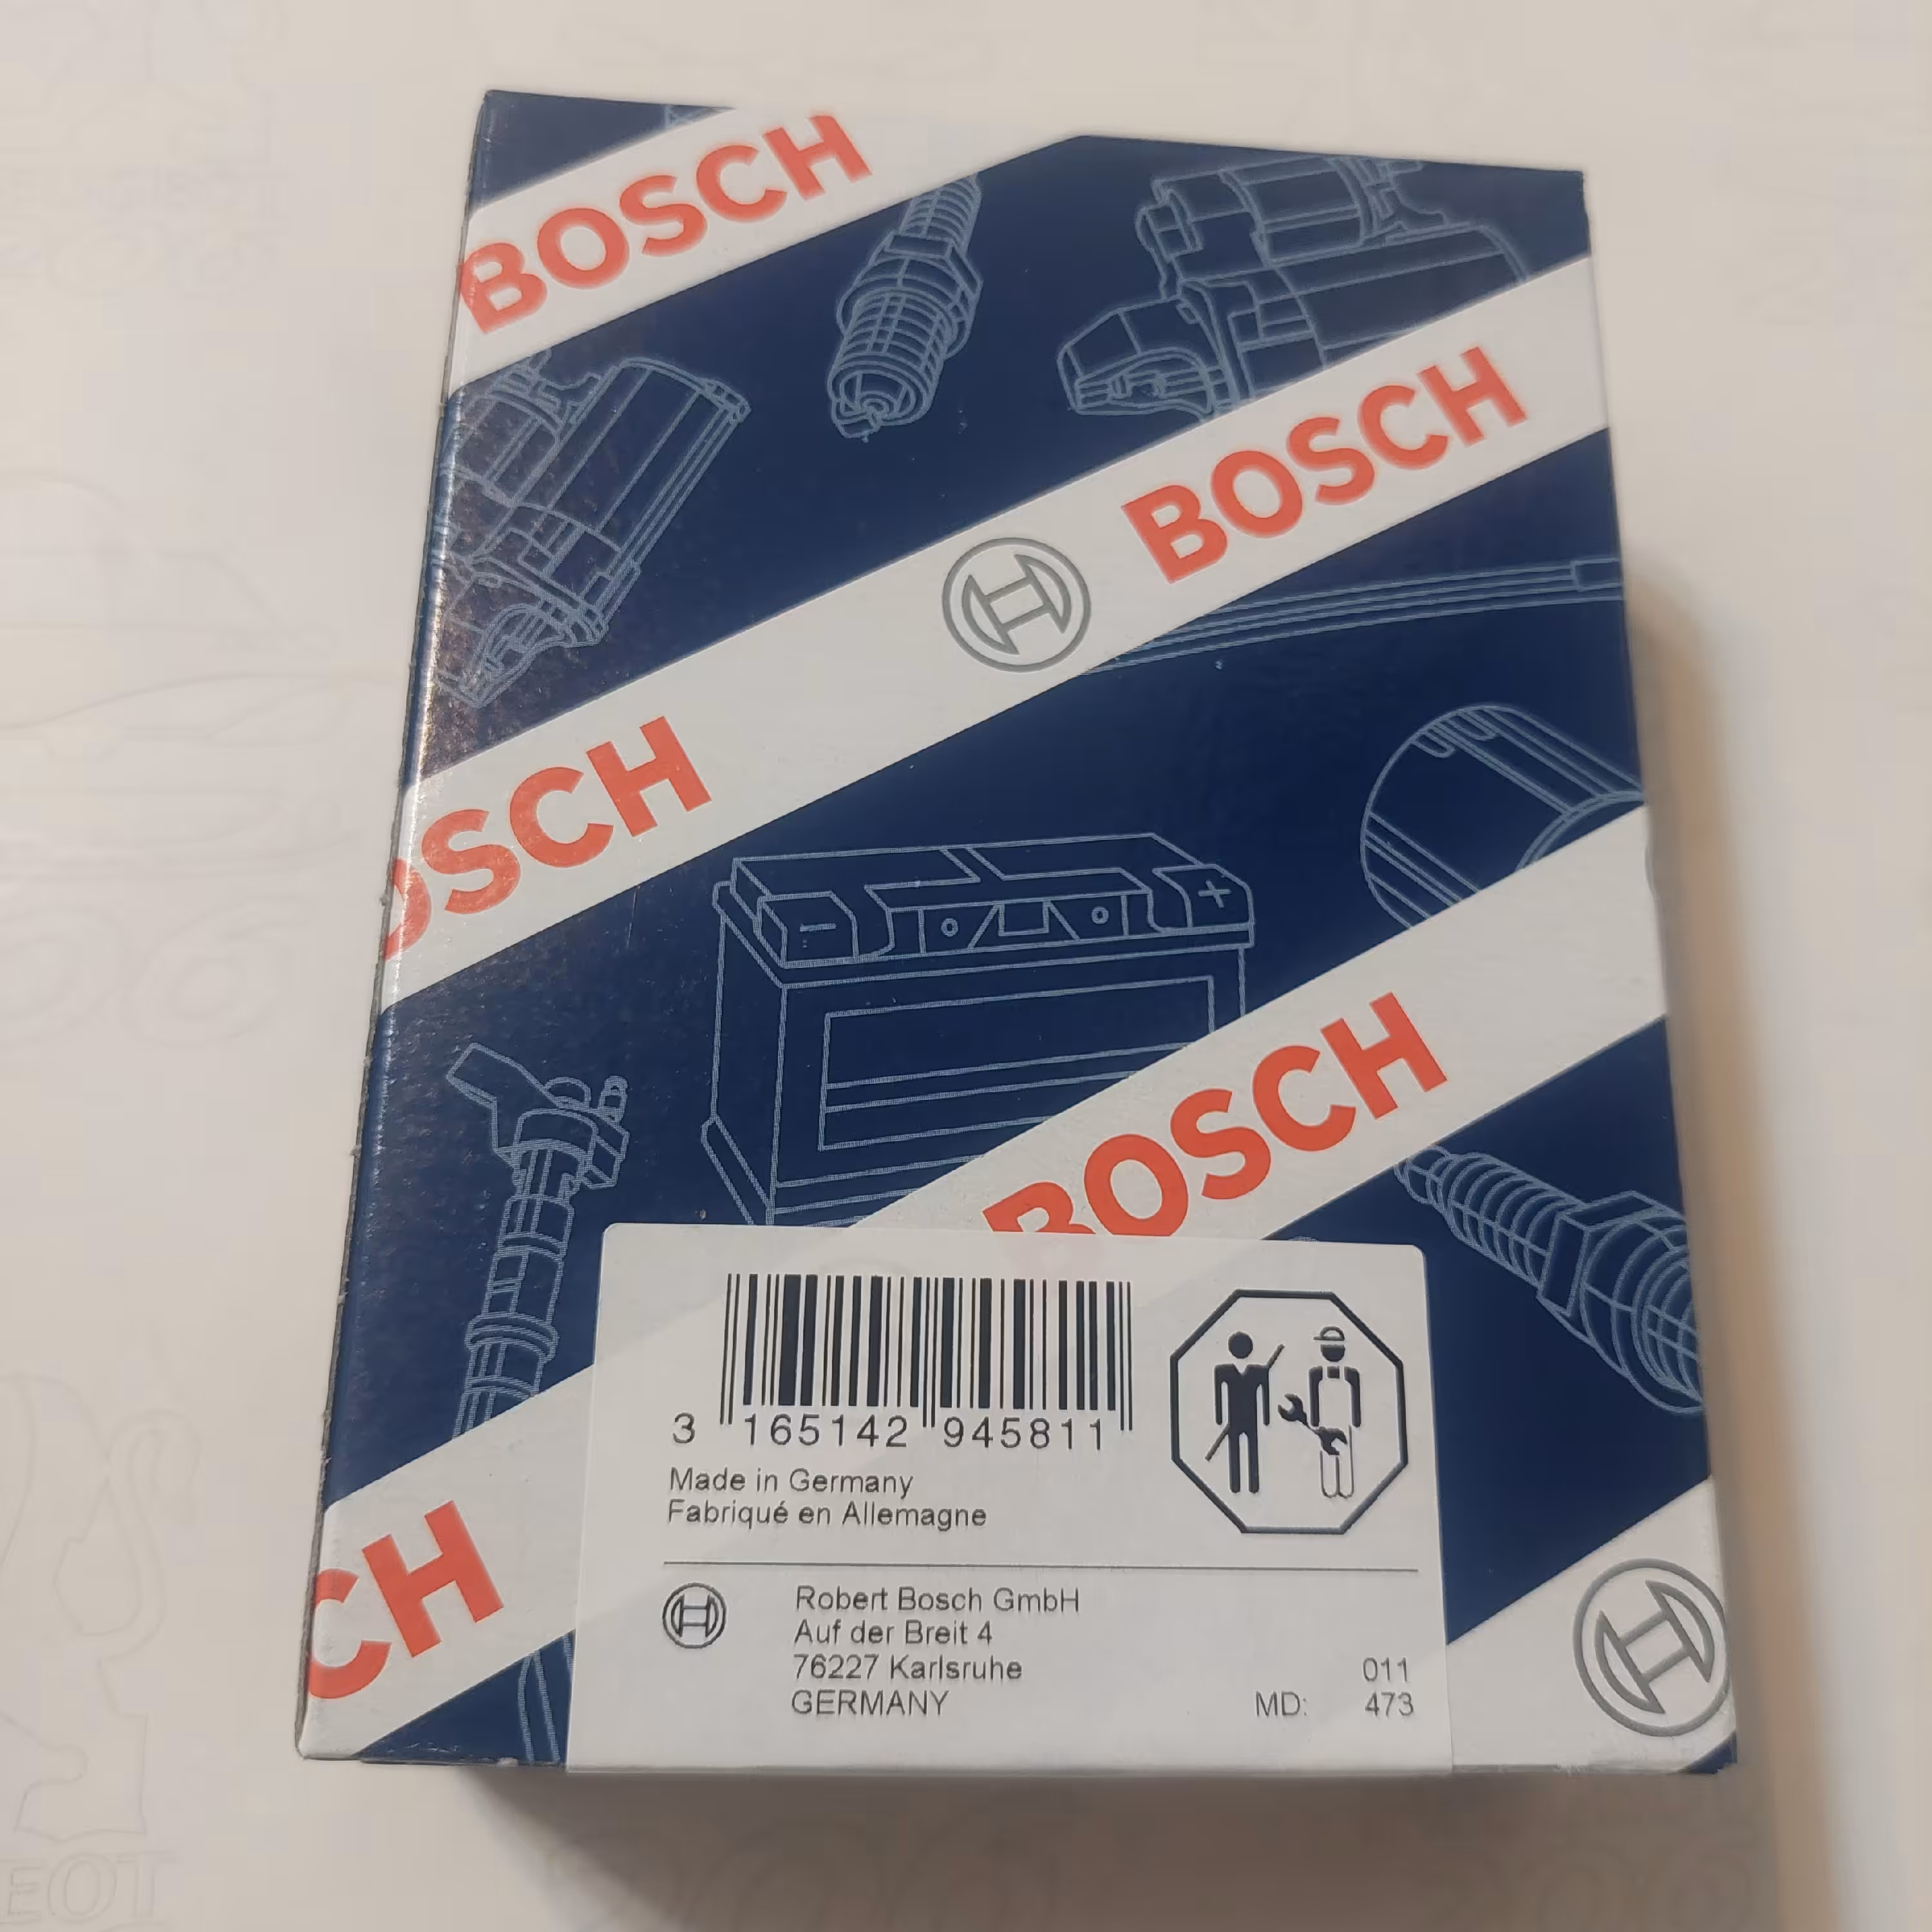 BOSCH
BOSCH
OSCH
BOSCH
CH
3 165142 945811
Made in Germany
Fabriqué en Allemagne
Robert Bosch GmbH
Auf der Breit 4
76227 Karlsruhe
GERMANY
011
MD: 473